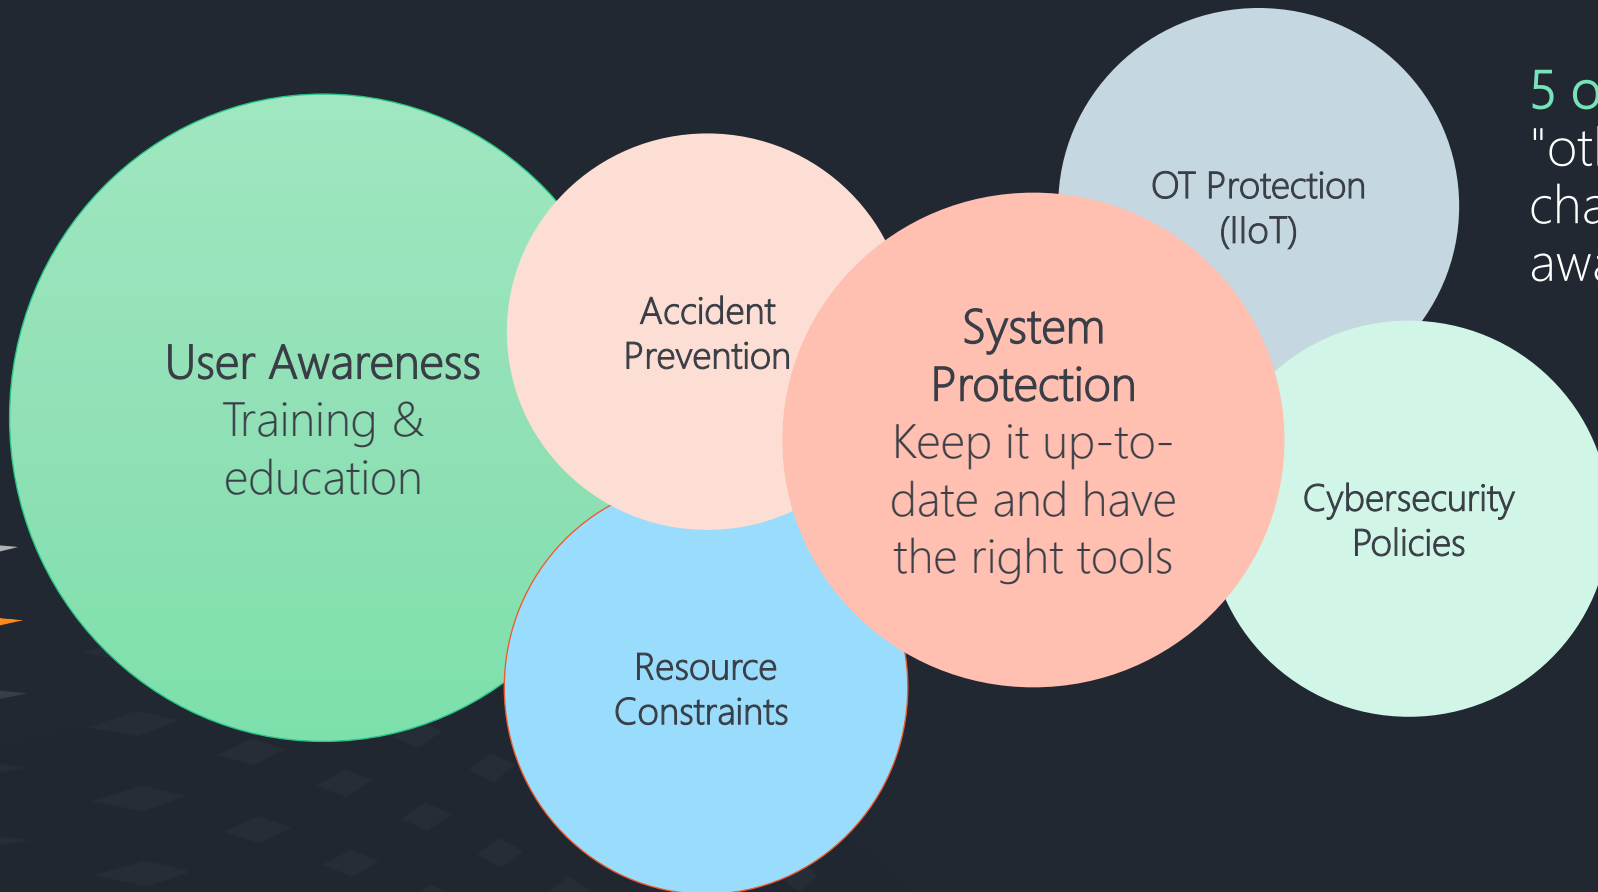 User Awareness
Training &
education
Accident
Prevention
Resource
Constraints
System
Protection
Keep it up-to-
date and have
the right tools
OT Protection
(IIoT)
Cybersecurity
Policies
5